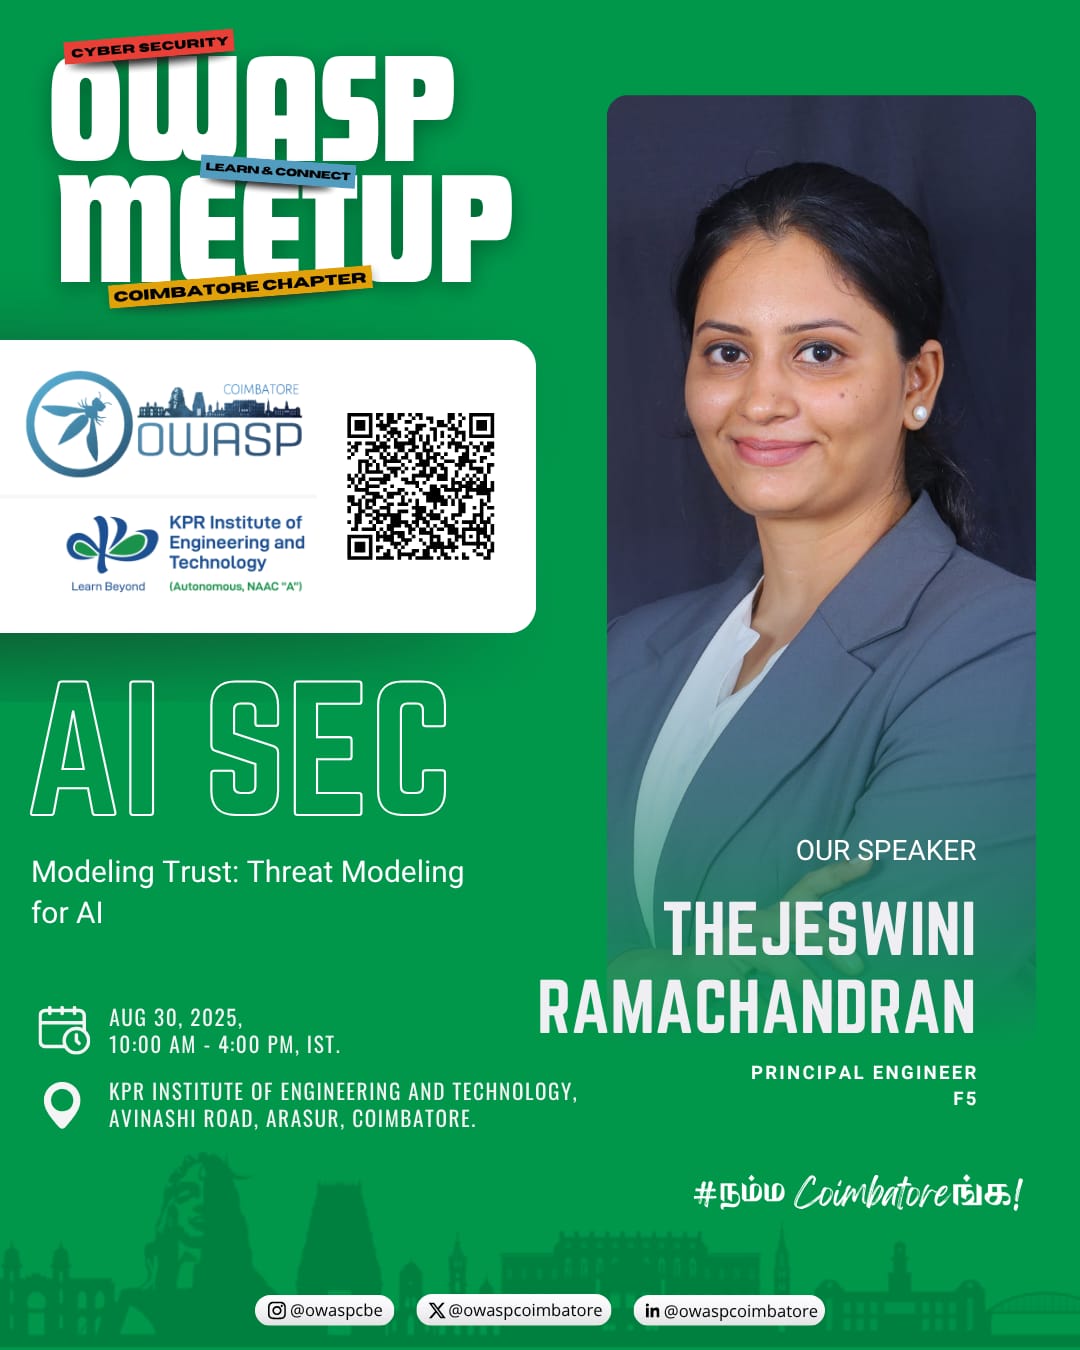 CYBER SECURITY
OWASP
LEARN & CONNECT
MEETUP
COIMBATORE CHAPTER
COIMBATORE
OWASP
KPR Institute of
Engineering and
Technology
Learn Beyond
(Autonomous, NAAC "A")
AI SEC
Modeling Trust: Threat Modeling
for AI
OUR SPEAKER
THEJESWINI
RAMACHANDRAN
PRINCIPAL ENGINEER
F5
AUG 30, 2025,
10:00 AM - 4:00 PM, IST.
KPR INSTITUTE OF ENGINEERING AND TECHNOLOGY,
AVINASHI ROAD, ARASUR, COIMBATORE.
#நம்ம Coimbatoreங்க!
@owaspcbe
@owaspcoimbatore
@owaspcoimbatore